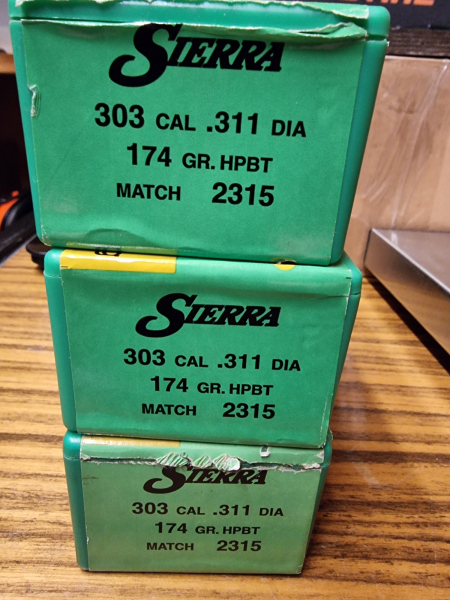 SIERRA
303 CAL .311 DIA
174 GR. HPBT
MATCH 2315
SIERRA
303 CAL .311 DIA
174 GR. HPBT
MATCH 2315
SIERRA
303 CAL .311 DIA
174 GR. HPBT
MATCH 2315